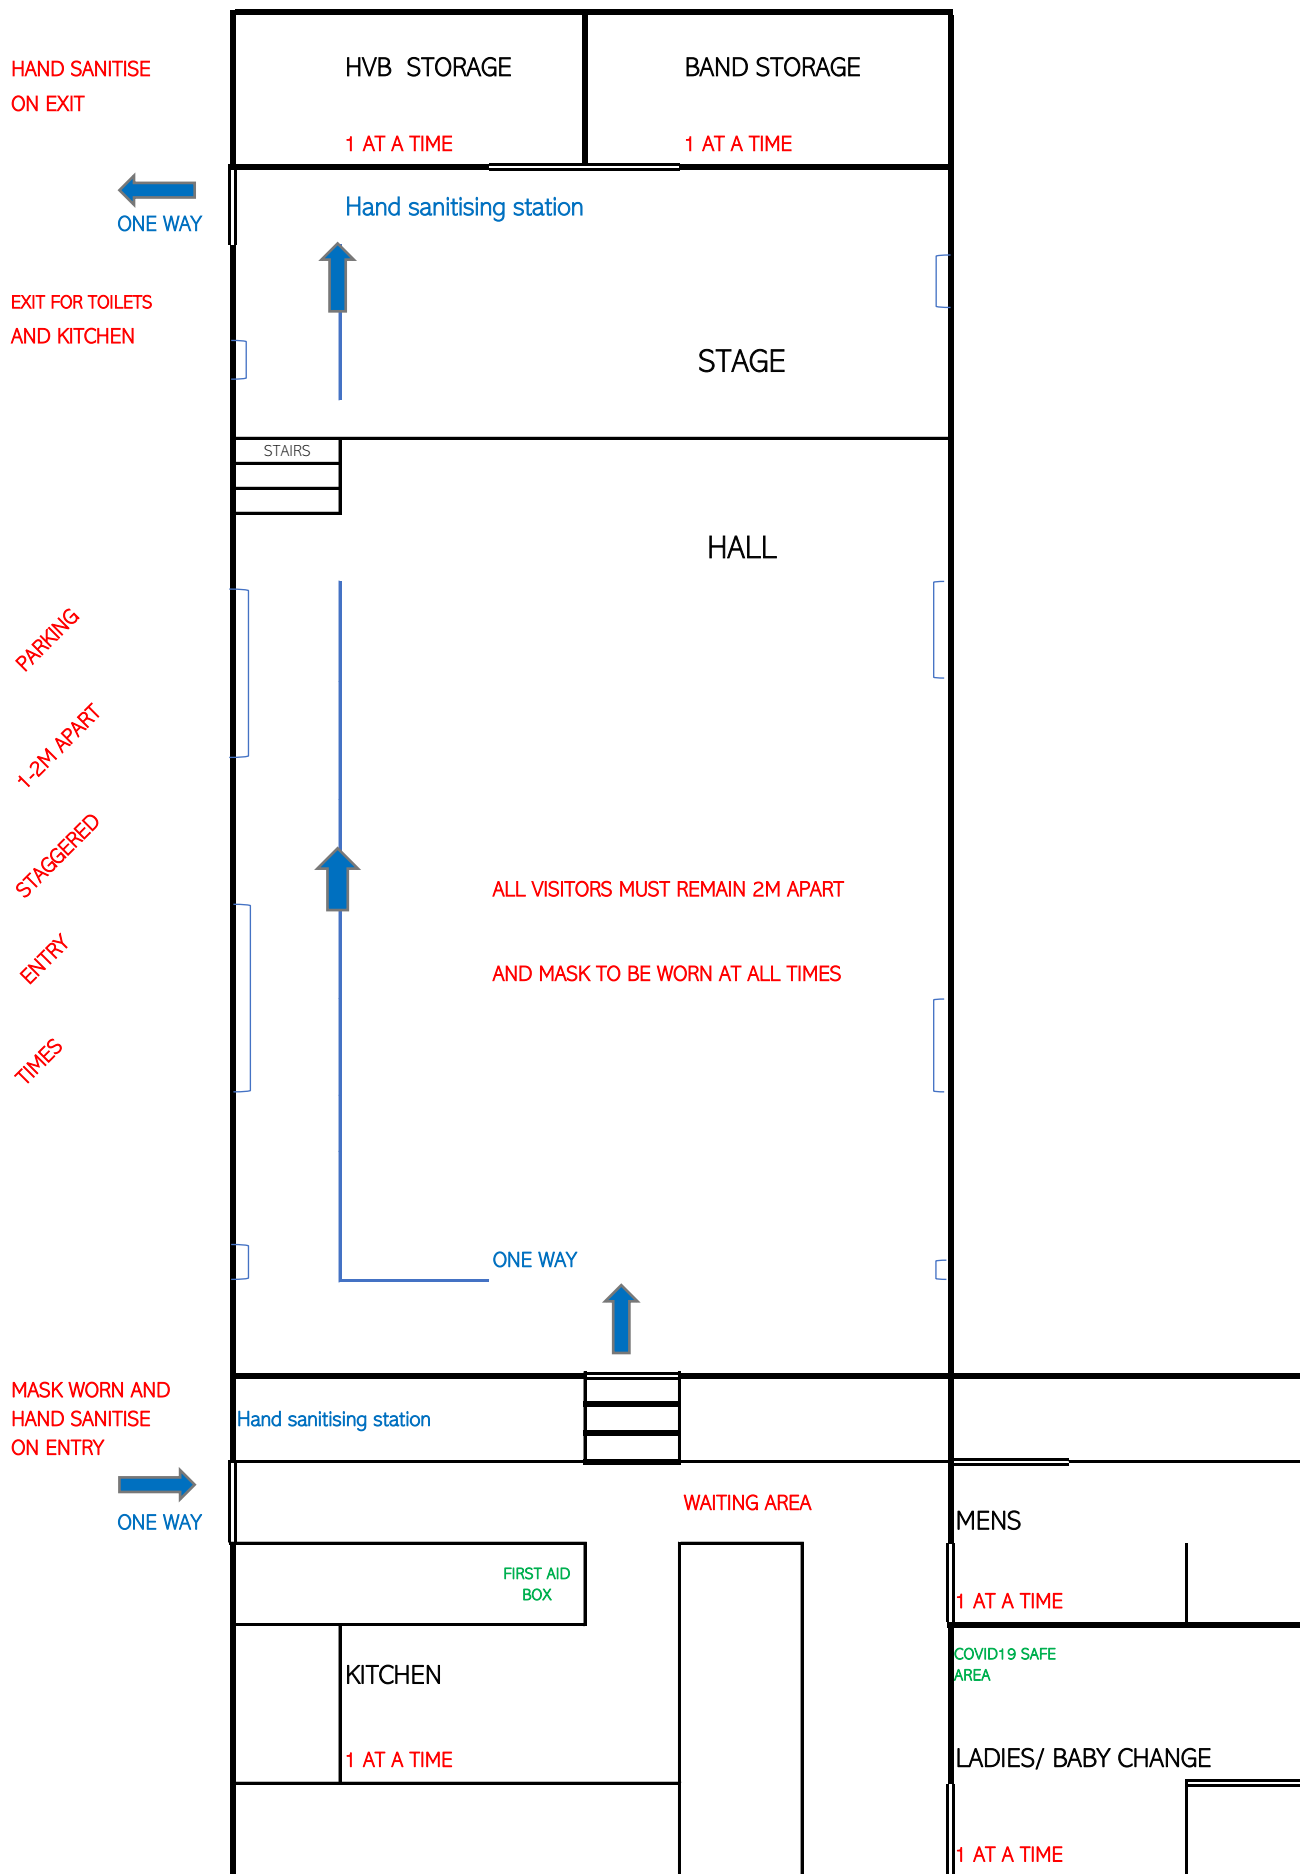 HAND SANITISE
ON EXIT
HVB  STORAGE
BAND STORAGE
1 AT A TIME
1 AT A TIME
ONE WAY
Hand sanitising station
EXIT FOR TOILETS
AND KITCHEN
STAGE
STAIRS
HALL
PARKING
1-2M APART
STAGGERED
ENTRY
TIMES
ALL VISITORS MUST REMAIN 2M APART
AND MASK TO BE WORN AT ALL TIMES
ONE WAY
MASK WORN AND
HAND SANITISE
ON ENTRY
Hand sanitising station
ONE WAY
WAITING AREA
MENS
FIRST AID
BOX
1 AT A TIME
COVID19 SAFE
AREA
KITCHEN
1 AT A TIME
LADIES/ BABY CHANGE
1 AT A TIME